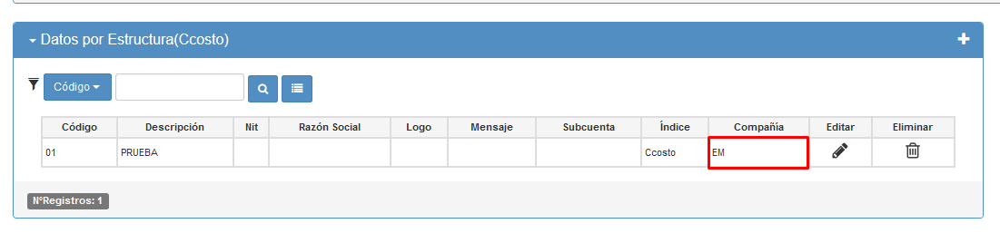 Datos por Estructura(Ccosto)
Código
Código Descripción Nit Razón Social Logo Mensaje Subcuenta Índice Compañía Editar Eliminar
01 PRUEBA Ccosto EM
N°Registros: 1